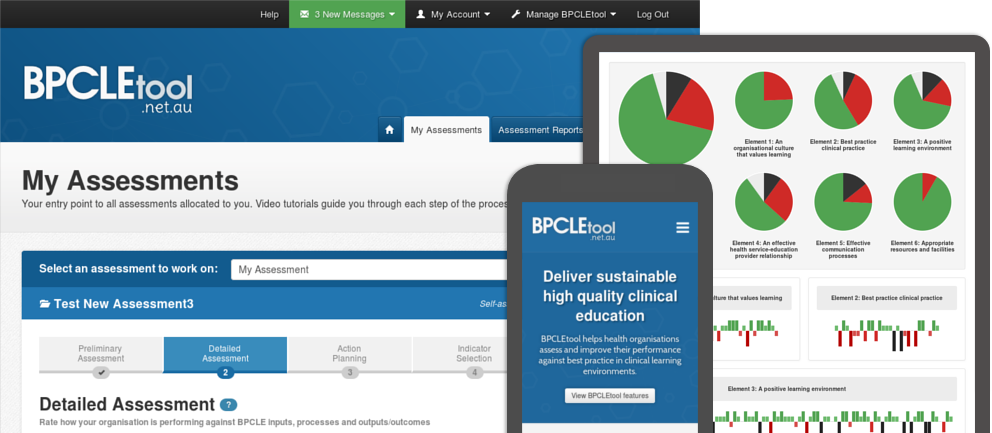 Help
3 New Messages
My Account
Manage BPCLEtool
Log Out
BPCLEtool
.net.au
My Assessments
Assessment Reports
My Assessments
Your entry point to all assessments allocated to you. Video tutorials guide you through each step of the
Select an assessment to work on:
My Assessment
Test New Assessment3
Preliminary
Assessment
Detailed
Assessment
2
Action
Planning
3
Indicator
Selection
4
Detailed Assessment ?
Rate how your organisation is performing against BPCLE inputs, processes and outputs/outcomes
BPCLEtool
.net.au
Deliver sustainable
high quality clinical
education
BPCLEtool helps health organisations
assess and improve their performance
against best practice in clinical learning
environments.
View BPCLEtool features
Element 1: An
organisational culture
that values learning
Element 2: Best practice
clinical practice
Element 3: A positive
learning environment
Element 4: An effective
health service-education
provider relationship
Element 5: Effective
communication
processes
Element 6: Appropriate
resources and facilities
that values learning
Element 2: Best practice clinical practice
Element 3: A positive learning environment